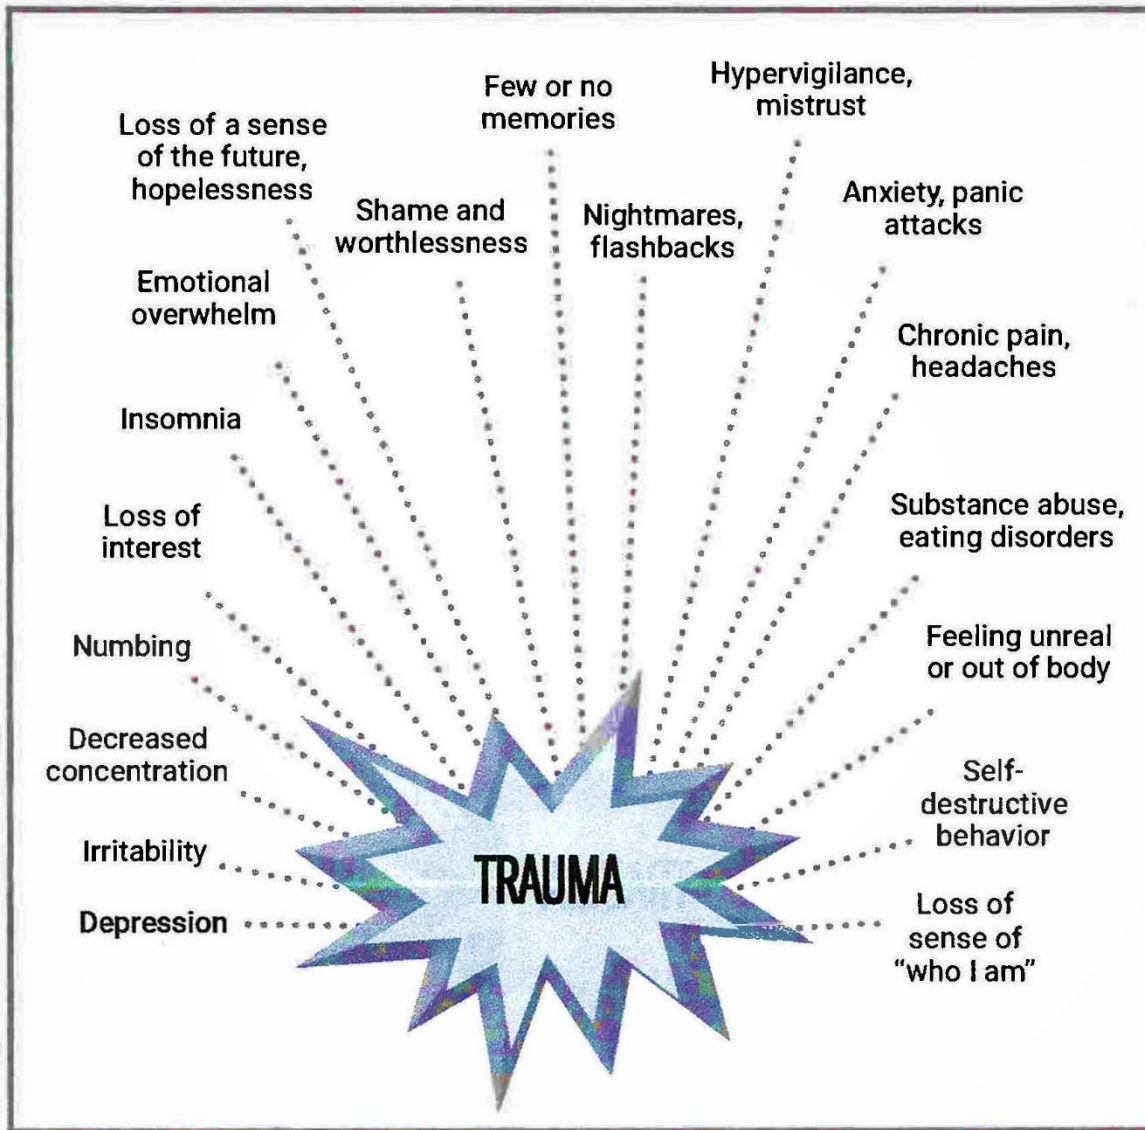 Few or no
memories
Hypervigilance,
mistrust
Loss of a sense
of the future,
hopelessness
Shame and
worthlessness
Nightmares,
flashbacks
Anxiety, panic
attacks
Emotional
overwhelm
Chronic pain,
headaches
Insomnia
Loss of
interest
Substance abuse,
eating disorders
Numbing
Feeling unreal
or out of body
Decreased
concentration
Self-
destructive
behavior
Irritability
TRAUMA
Depression
Loss of
sense of
“who I am”